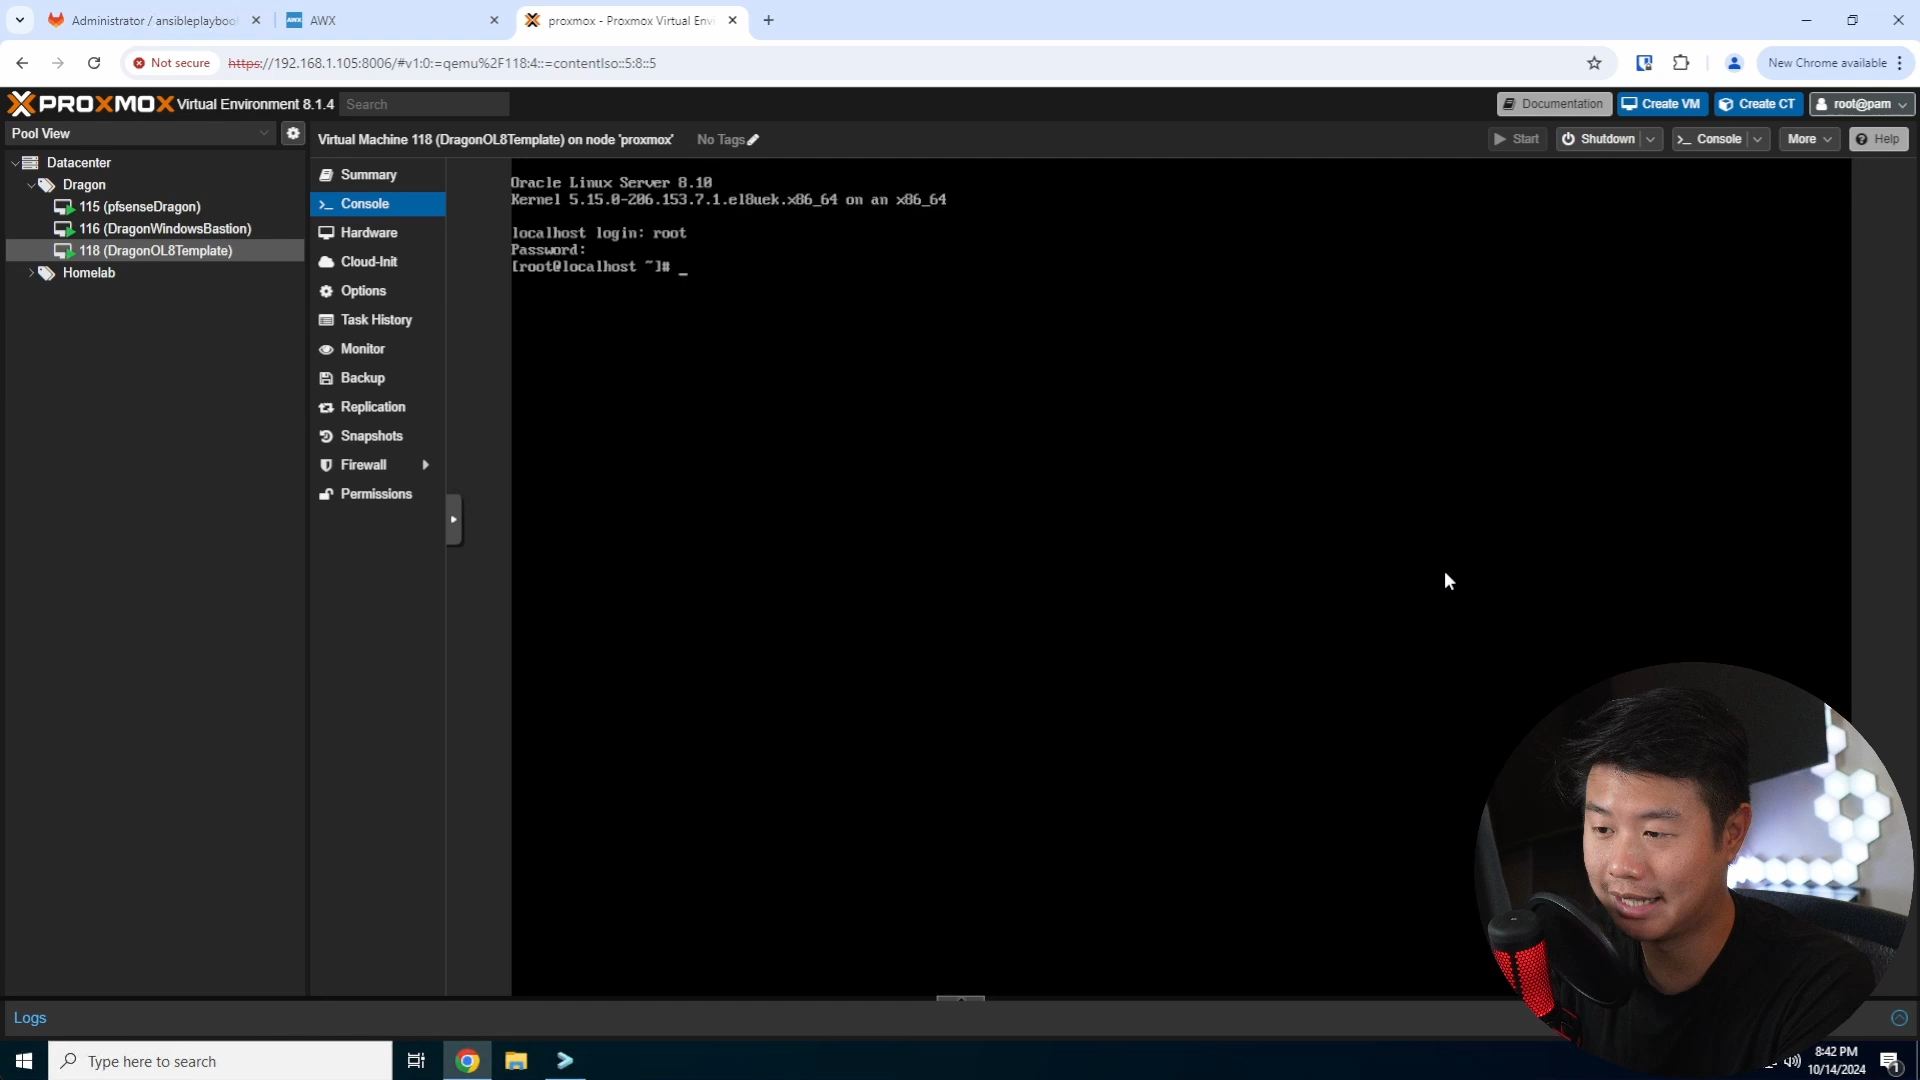 Administrator / ansibleplaybo
AWX
AWX
proxmox - Proxmox Virtual Envi
Not secure
https://192.168.1.105:8006/#v1:0:=qemu%2F118:4::=contentIso::5:8::5
New Chrome available
PROXMOX Virtual Environment 8.1.4
Search
Documentation
Create VM
Create CT
root@pam
Pool View
Virtual Machine 118 (DragonOL8Template) on node 'proxmox'
No Tags
Start
Shutdown
Console
More
Help
Datacenter
Dragon
115 (pfsenseDragon)
116 (DragonWindowsBastion)
118 (DragonOL8Template)
Homelab
Summary
Console
Hardware
Cloud-Init
Options
Task History
Monitor
Backup
Replication
Snapshots
Firewall
Permissions
Oracle Linux Server 8.10
Kernel 5.15.0-206.153.7.1.el8uek.x86_64 on an x86_64
localhost login: root
Password:
[root@localhost ~]# _
Logs
Type here to search
8:42 PM
10/14/2024
1